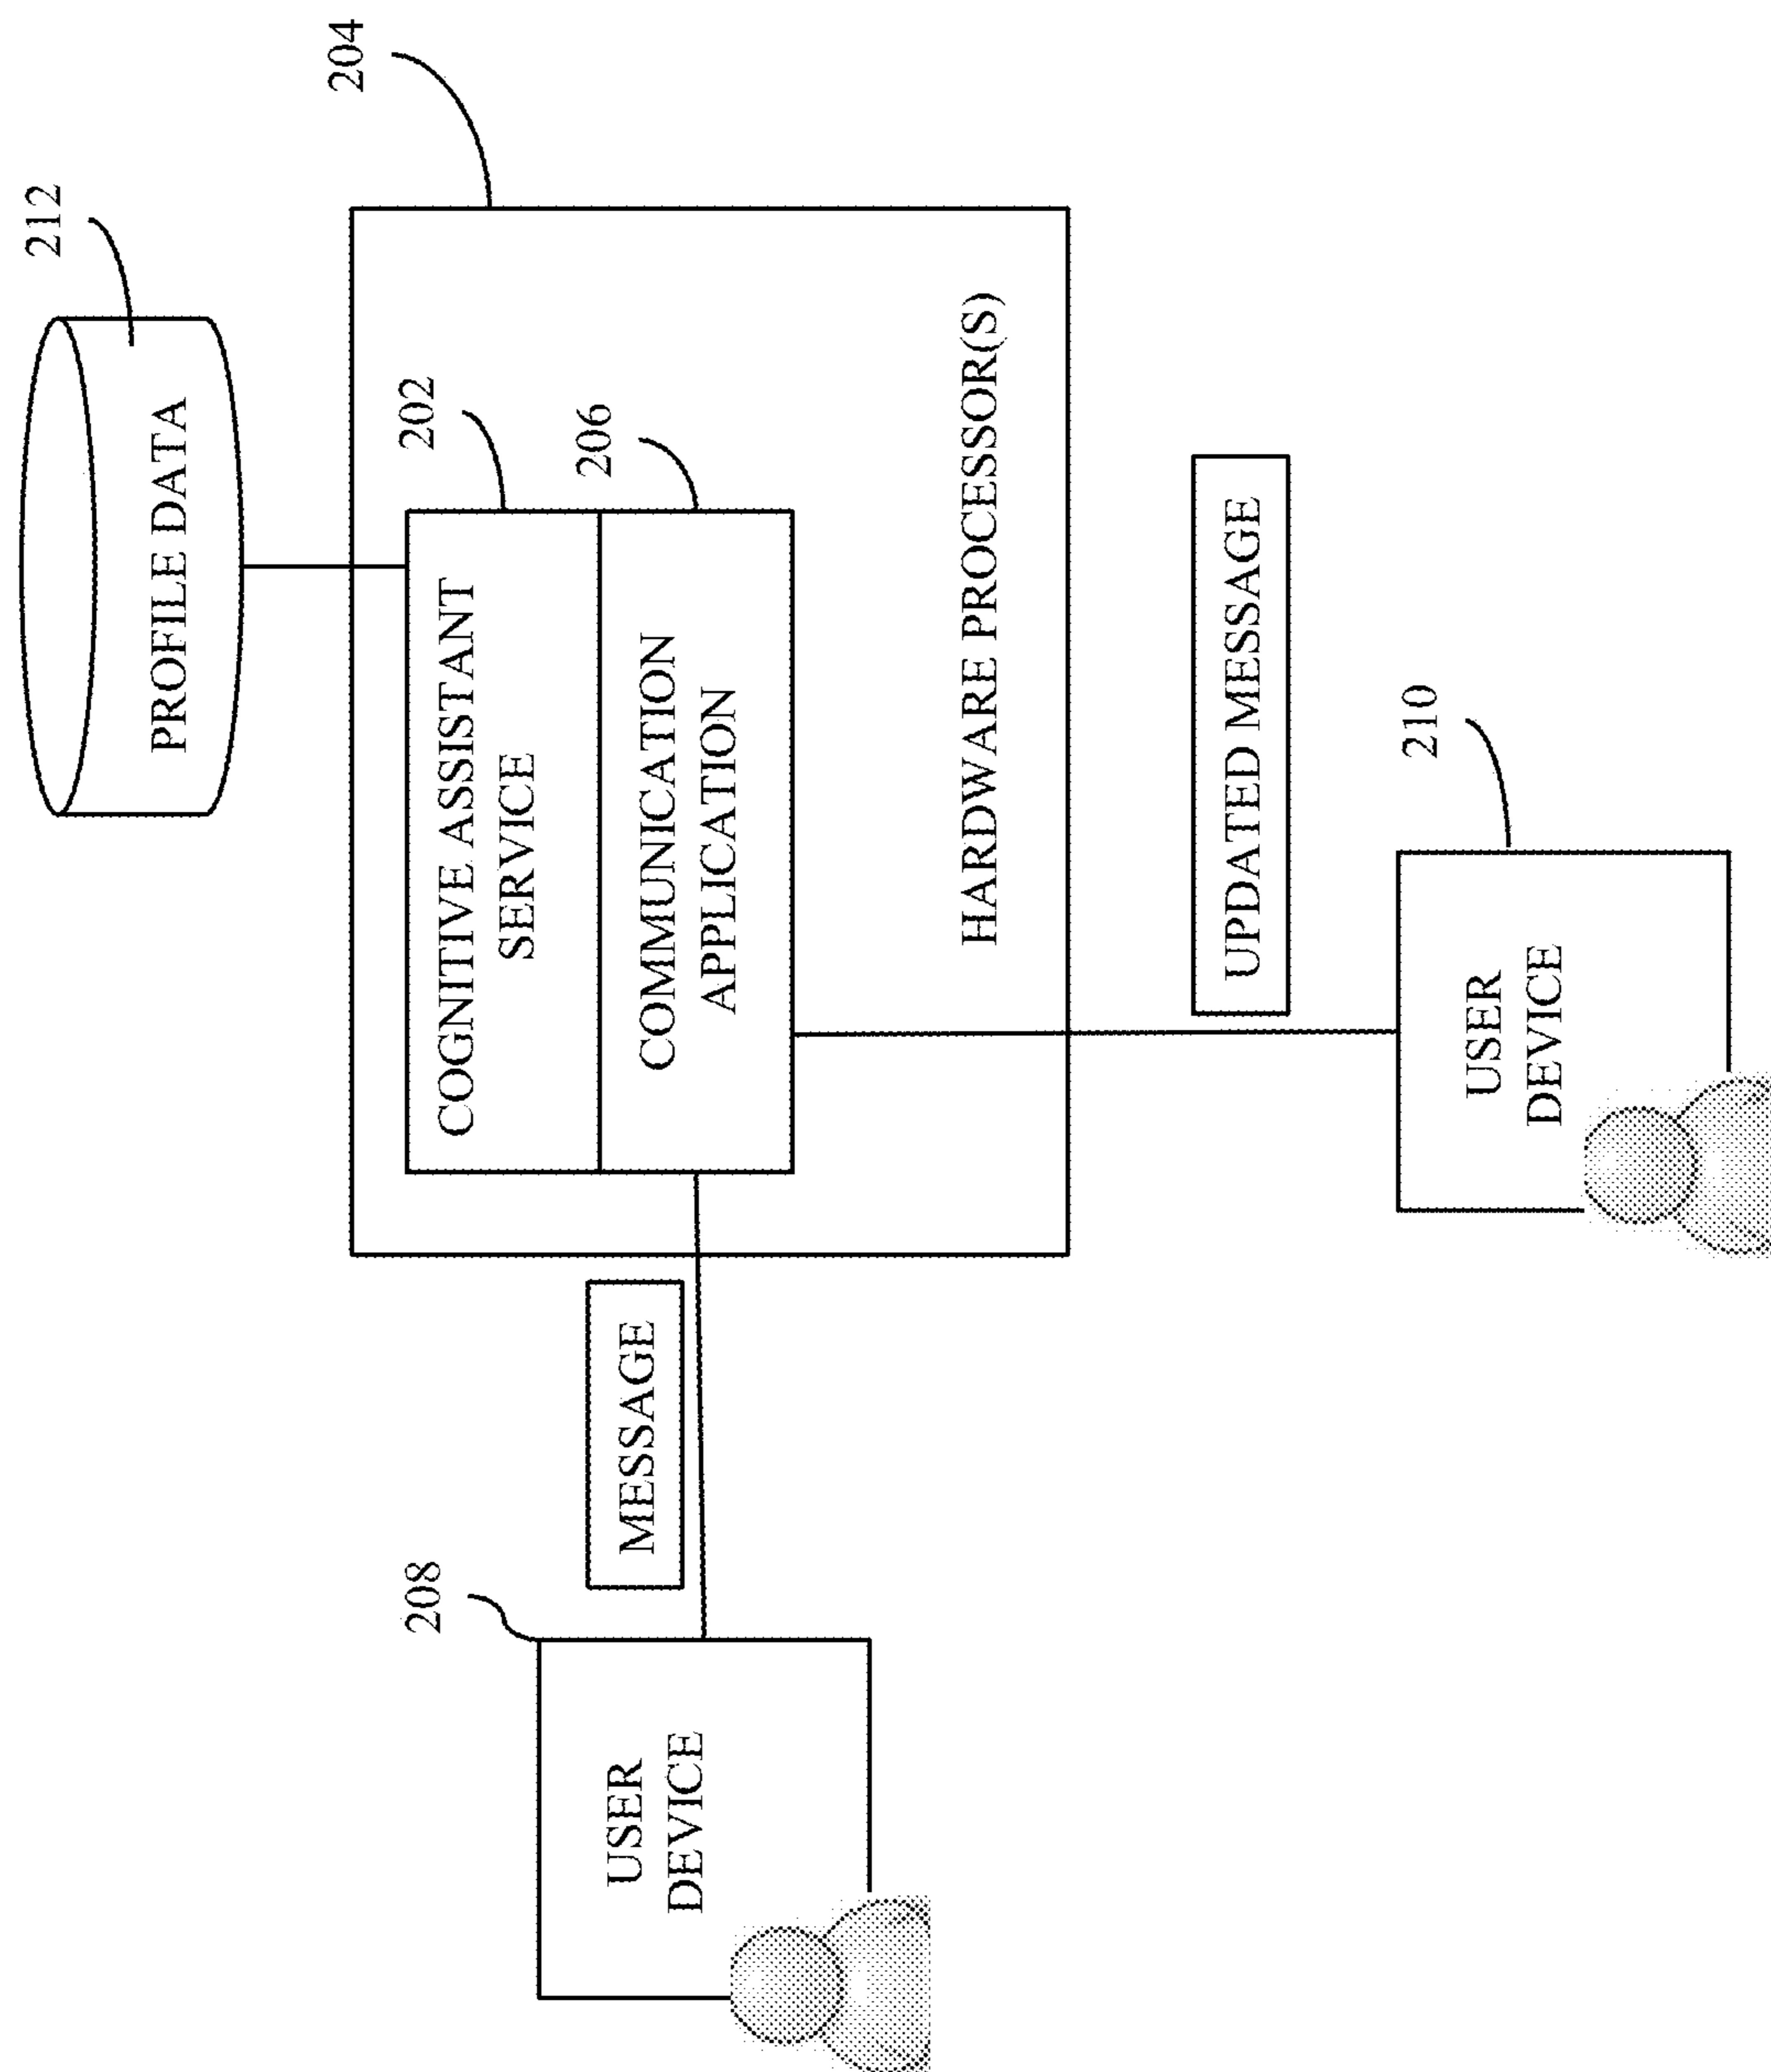 212
PROFILE DATA
204
202
COGNITIVE ASSISTANT
SERVICE
206
COMMUNICATION
APPLICATION
HARDWARE PROCESSOR(S)
208
USER
DEVICE
MESSAGE
UPDATED MESSAGE
210
USER
DEVICE